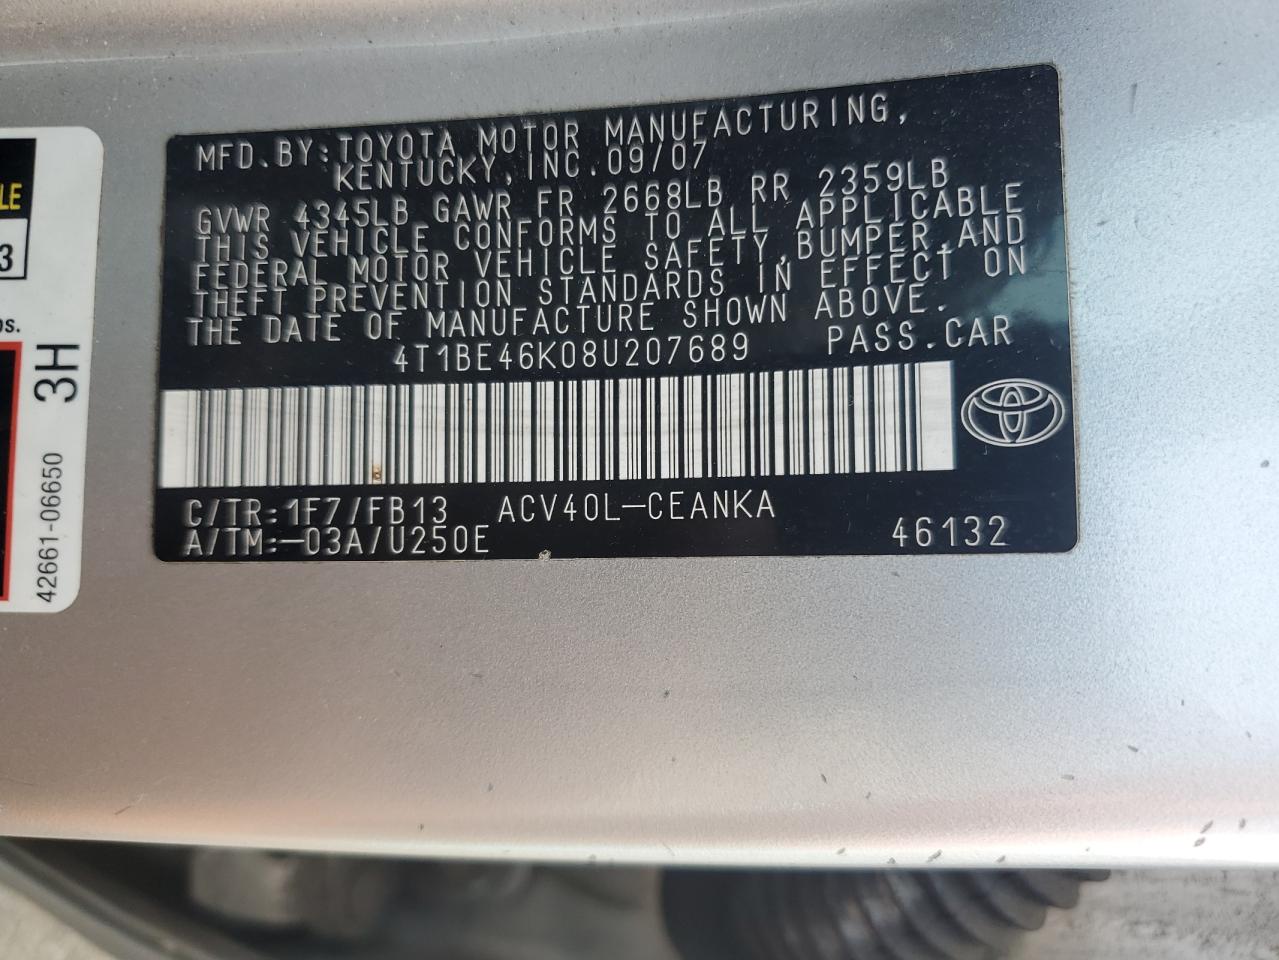 MFD.BY:TOYOTA MOTOR MANUFACTURING,
KENTUCKY, INC.09/07
GVWR 4345LB GAWR FR 2668LB RR 2359LB
THIS VEHICLE CONFORMS TO ALL APPLICABLE
FEDERAL MOTOR VEHICLE SAFETY,BUMPER,AND
THEFT PREVENTION STANDARDS IN EFFECT ON
THE DATE OF MANUFACTURE SHOWN ABOVE.
4T1BE46K08U207689 PASS.CAR
C/TR:1F7/FB13 ACV40L-CEANKA
A/TM:-03A/U250E 46132
LE
3
3H
42661-06650